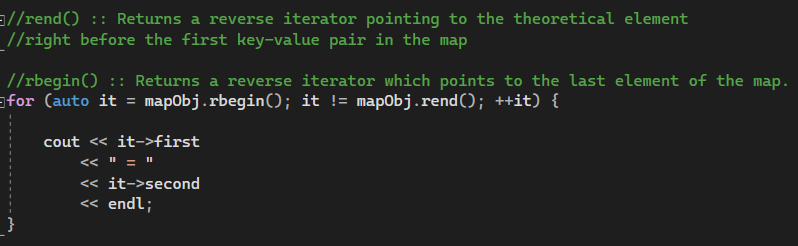 //rend() :: Returns a reverse iterator pointing to the theoretical element
//right before the first key-value pair in the map
//rbegin() :: Returns a reverse iterator which points to the last element of the map.
for (auto it = mapObj.rbegin(); it != mapObj.rend(); ++it) {
cout << it->first
<< " = "
<< it->second
<< endl;
}